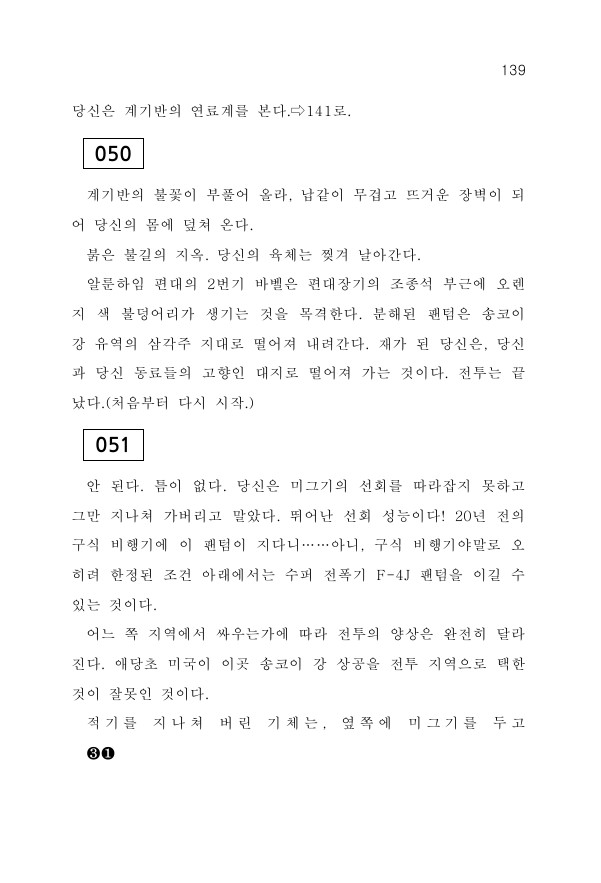 139
당신은 계기반의 연료계를 본다.⇨141로.
050
계기반의 불꽃이 부풀어 올라, 납같이 무겁고 뜨거운 장벽이 되
어 당신의 몸에 덮쳐 온다.
붉은 불길의 지옥. 당신의 육체는 찢겨 날아간다.
알룬하임 편대의 2번기 바벨은 편대장기의 조종석 부근에 오렌
지 색 불덩어리가 생기는 것을 목격한다. 분해된 팬텀은 송코이
강 유역의 삼각주 지대로 떨어져 내려간다. 재가 된 당신은, 당신
과 당신 동료들의 고향인 대지로 떨어져 가는 것이다. 전투는 끝
났다.(처음부터 다시 시작.)
051
안 된다. 틈이 없다. 당신은 미그기의 선회를 따라잡지 못하고
그만 지나쳐 가버리고 말았다. 뛰어난 선회 성능이다! 20년 전의
구식 비행기에 이 팬텀이 지다니……아니, 구식 비행기야말로 오
히려 한정된 조건 아래에서는 수퍼 전폭기 F-4J 팬텀을 이길 수
있는 것이다.
어느 쪽 지역에서 싸우는가에 따라 전투의 양상은 완전히 달라
진다. 애당초 미국이 이곳 송코이 강 상공을 전투 지역으로 택한
것이 잘못인 것이다.
적기를 지나쳐 버린 기체는, 옆쪽에 미그기를 두고
❸❶